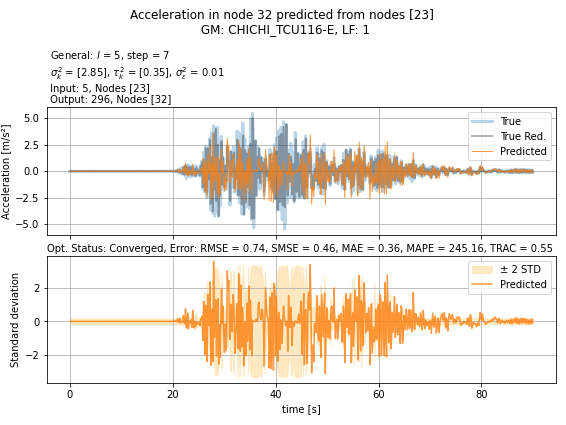 Acceleration in node 32 predicted from nodes [23]
GM: CHICHI_TCU116-E, LF: 1
General: l = 5, step = 7
σ²ₖ = [2.85], τ²ₖ = [0.35], σ²ε = 0.01
Input: 5, Nodes [23]
Output: 296, Nodes [32]
Acceleration [m/s²]
5.0
2.5
0.0
−2.5
−5.0
True
True Red.
Predicted
Opt. Status: Converged, Error: RMSE = 0.74, SMSE = 0.46, MAE = 0.36, MAPE = 245.16, TRAC = 0.55
Standard deviation
2
0
−2
± 2 STD
Predicted
0
20
40
60
80
time [s]